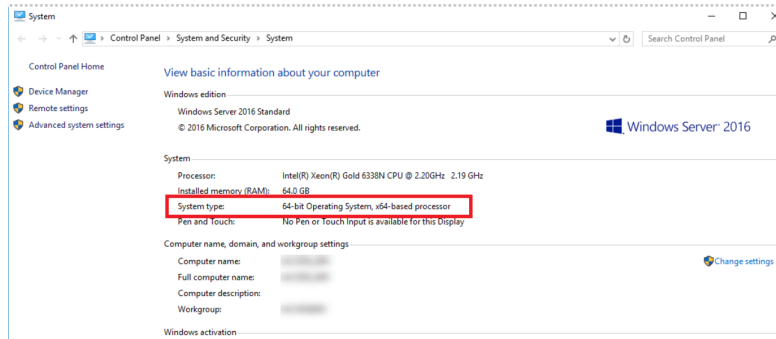 System
Control Panel > System and Security > System
Search Control Panel
Control Panel Home
Device Manager
Remote settings
Advanced system settings
View basic information about your computer
Windows edition
Windows Server 2016 Standard
© 2016 Microsoft Corporation. All rights reserved.
Windows Server® 2016
System
Processor: Intel(R) Xeon(R) Gold 6338N CPU @ 2.20GHz 2.19 GHz
Installed memory (RAM): 64.0 GB
System type: 64-bit Operating System, x64-based processor
Pen and Touch: No Pen or Touch Input is available for this Display
Computer name, domain, and workgroup settings
Computer name:
Change settings
Full computer name:
Computer description:
Workgroup:
Windows activation